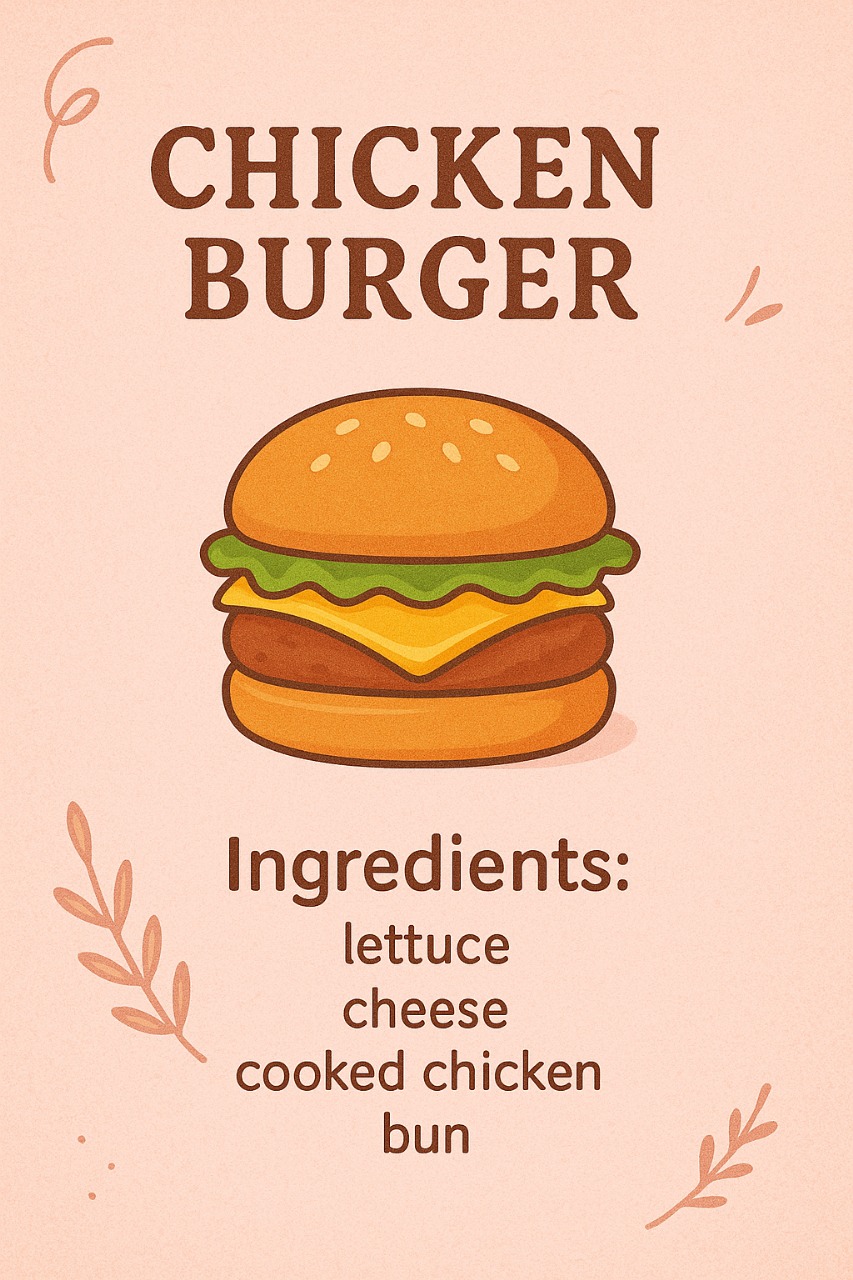 CHICKEN
BURGER
Ingredients:
lettuce
cheese
cooked chicken
bun